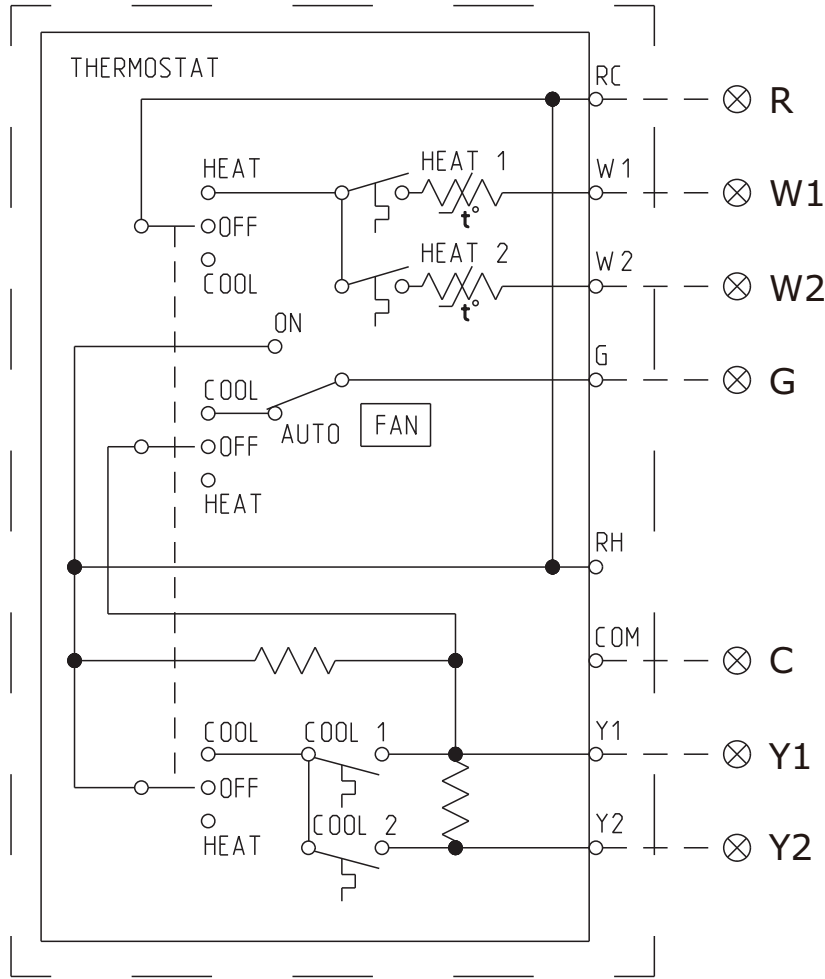 THERMOSTAT
RC
R
HEAT
HEAT 1
W1
W1
t°
OFF
COOL
HEAT 2
W2
W2
t°
ON
G
G
COOL
AUTO
FAN
OFF
HEAT
RH
COM
C
COOL
COOL 1
Y1
Y1
OFF
COOL 2
Y2
Y2
HEAT